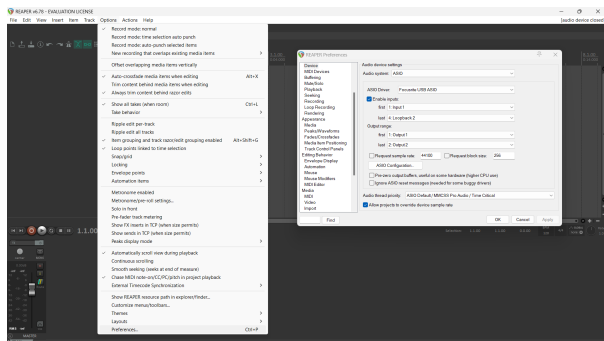 REAPER v6.78 - EVALUATION LICENSE
File Edit View Insert Item Track Options Actions Help
[audio device closed
Record mode: normal
Record mode: time selection auto punch
Record mode: auto-punch selected items
New recording that overlaps existing media items
Offset overlapping media items vertically
Auto-crossfade media items when editing Alt+X
Trim content behind media items when editing
Always trim content behind razor edits
Show all takes (when room) Ctrl+L
Take behavior
Ripple edit per-track
Ripple edit all tracks
Item grouping and track razor/edit grouping enabled Alt+Shift+G
Loop points linked to time selection
Snap/grid
Locking
Envelope points
Automation items
Metronome enabled
Metronome/pre-roll settings...
Solo in front
Pre-fader track metering
Show FX inserts in TCP (when size permits)
Show sends in TCP (when size permits)
Peaks display mode
Automatically scroll view during playback
Continuous scrolling
Smooth seeking (seeks at end of measure)
Chase MIDI note-on/CC/PC/pitch in project playback
External Timecode Synchronization
Show REAPER resource path in explorer/finder...
Customize menus/toolbars...
Themes
Layouts
Preferences... Ctrl+P
REAPER Preferences
Device
MIDI Devices
Buffering
Mute/Solo
Playback
Seeking
Recording
Loop Recording
Rendering
Appearance
Media
Peaks/Waveforms
Fades/Crossfades
Media Item Positioning
Track Control Panels
Editing Behavior
Envelope Display
Automation
Mouse
Mouse Modifiers
MIDI Editor
Media
MIDI
Video
Import
Find
Audio device settings
Audio system: ASIO
ASIO Driver: Focusrite USB ASIO
Enable inputs:
first 1: Input 1
last 4: Loopback 2
Output range:
first 1: Output1
last 2: Output2
Request sample rate: 44100 Request block size: 256
ASIO Configuration...
Pre-zero output buffers, useful on some hardware (higher CPU use)
Ignore ASIO reset messages (needed for some buggy drivers)
Audio thread priority: ASIO Default / MMCSS Pro Audio / Time Critical
Allow projects to override device sample rate
OK Cancel Apply
1.1.00
MASTER